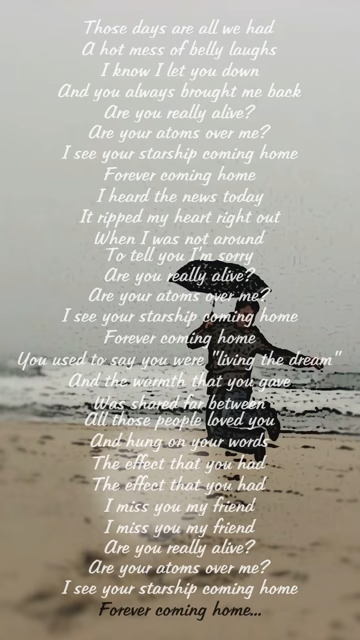 Those days are all we had
A hot mess of belly laughs
I know I let you down
And you always brought me back
Are you really alive?
Are your atoms over me?
I see your starship coming home
Forever coming home
I heard the news today
It ripped my heart right out
When I was not around
To tell you I'm sorry
Are you really alive?
Are your atoms over me?
I see your starship coming home
Forever coming home
You used to say you were "living the dream"
And the warmth that you gave
Was shared far between
All those people loved you
And hung on your words
The effect that you had
The effect that you had
I miss you my friend
I miss you my friend
Are you really alive?
Are your atoms over me?
I see your starship coming home
Forever coming home...